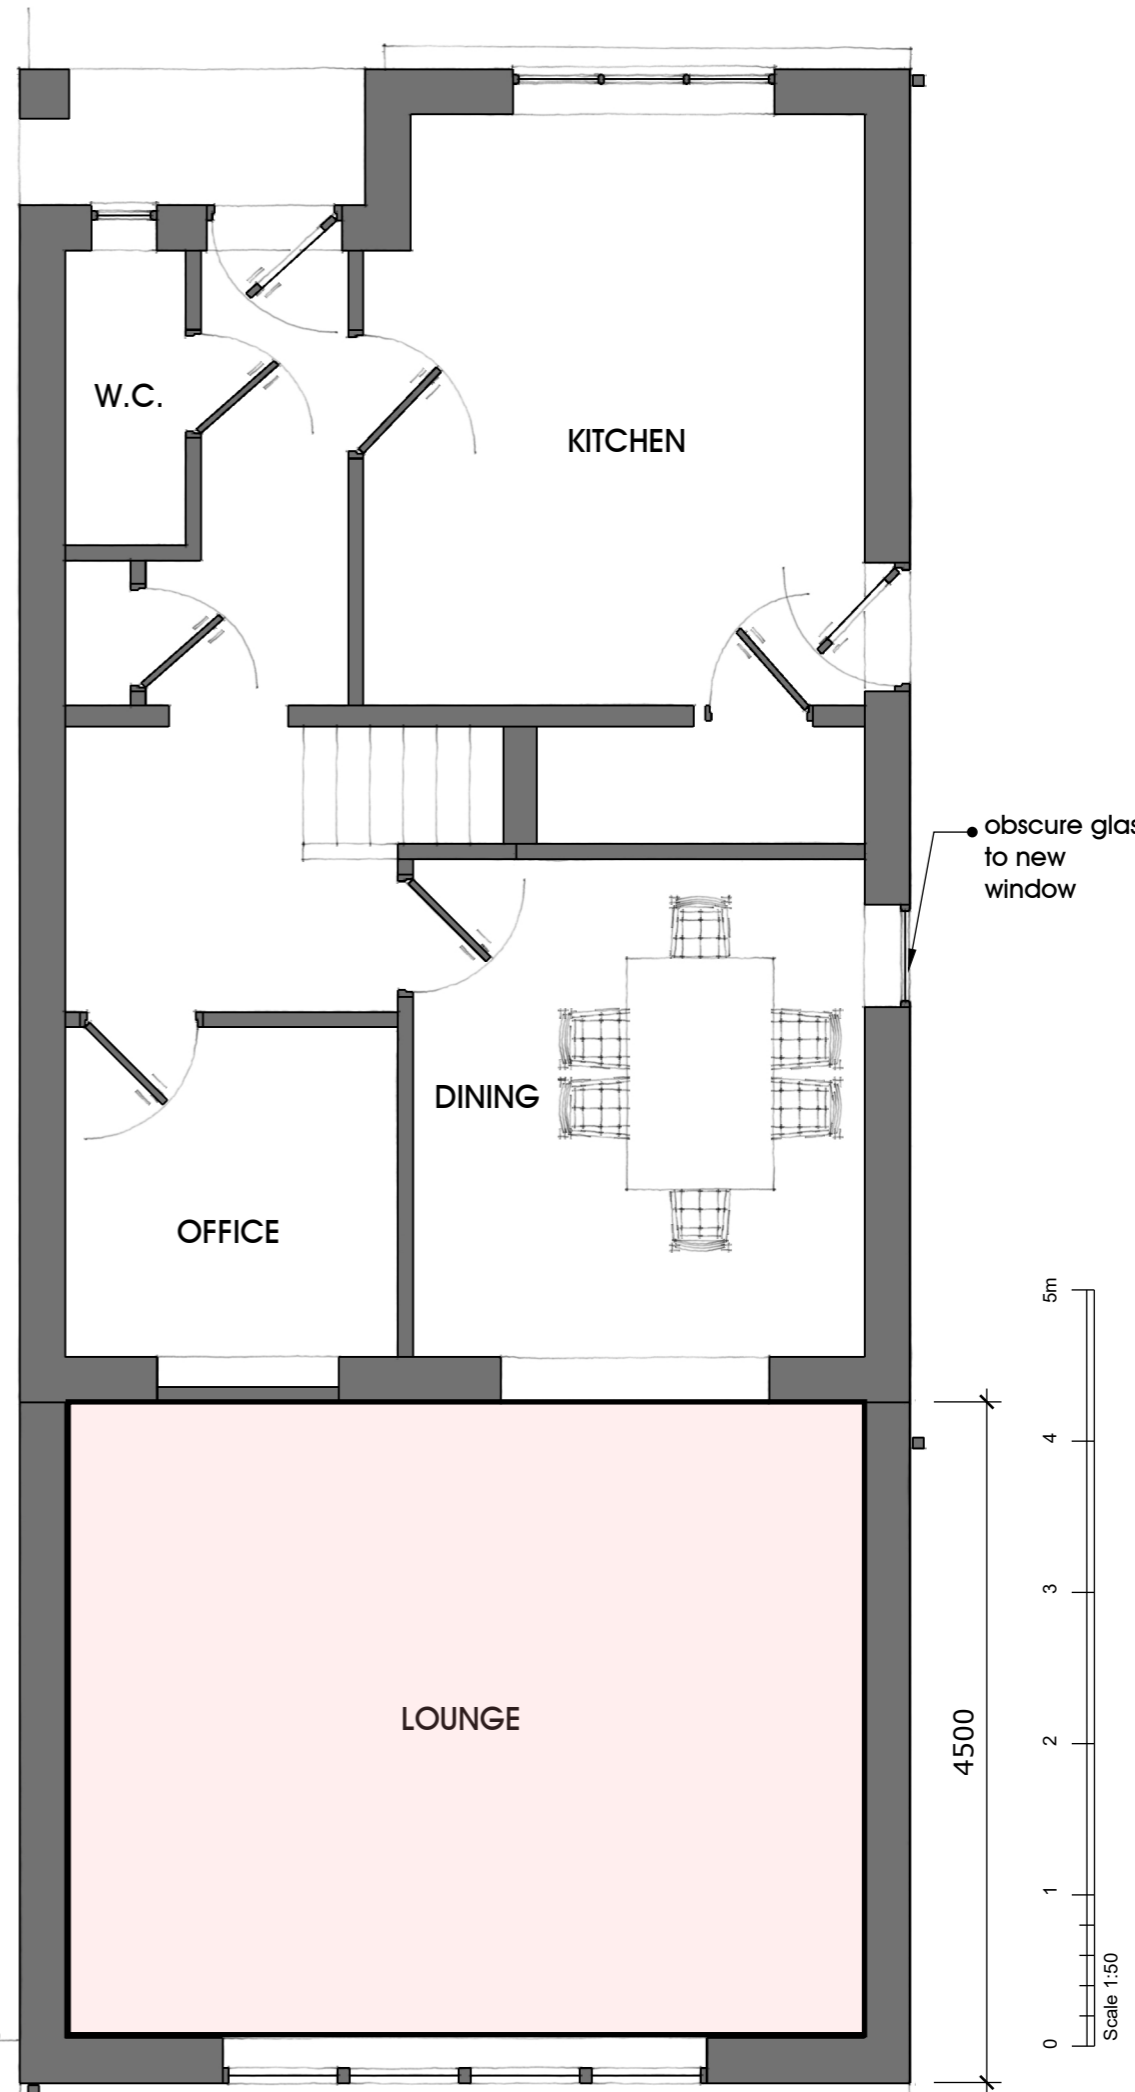 W.C.
KITCHEN
obscure glas
to new
window
DINING
OFFICE
5m
4
3
2
1
0
Scale 1:50
4500
LOUNGE